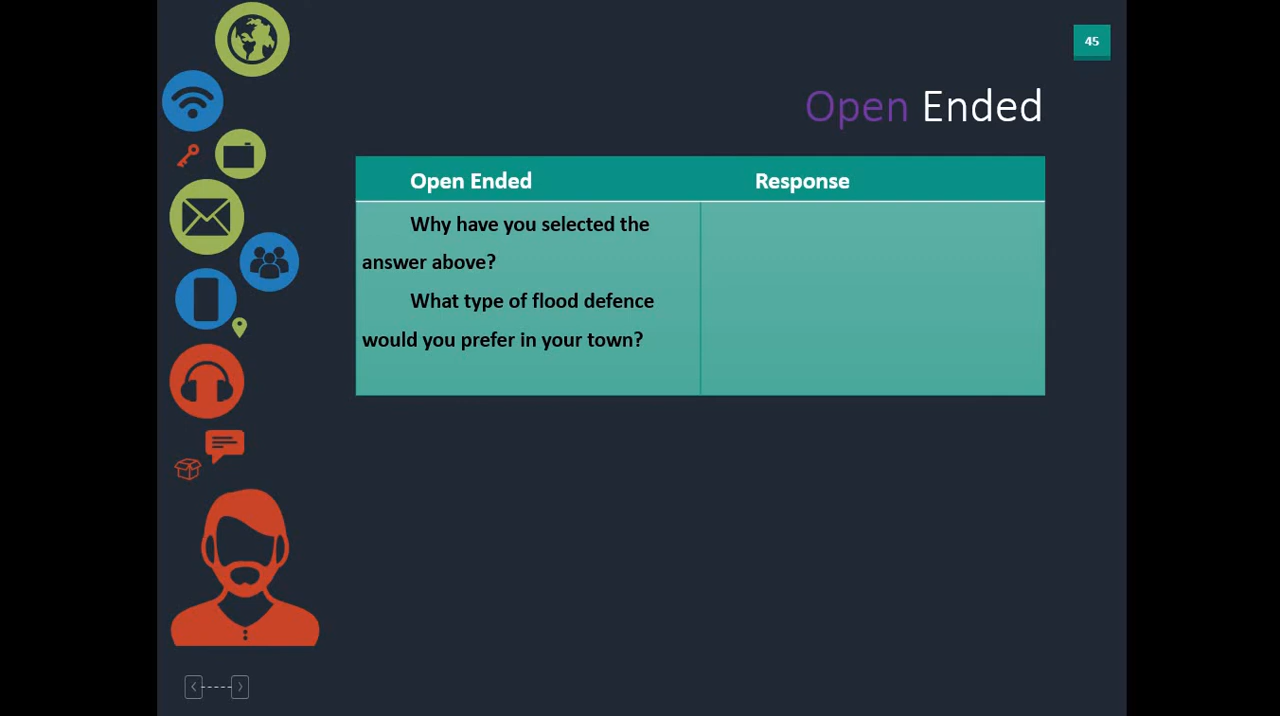 45
Open Ended
Open Ended Response
Why have you selected the
answer above?
What type of flood defence
would you prefer in your town?